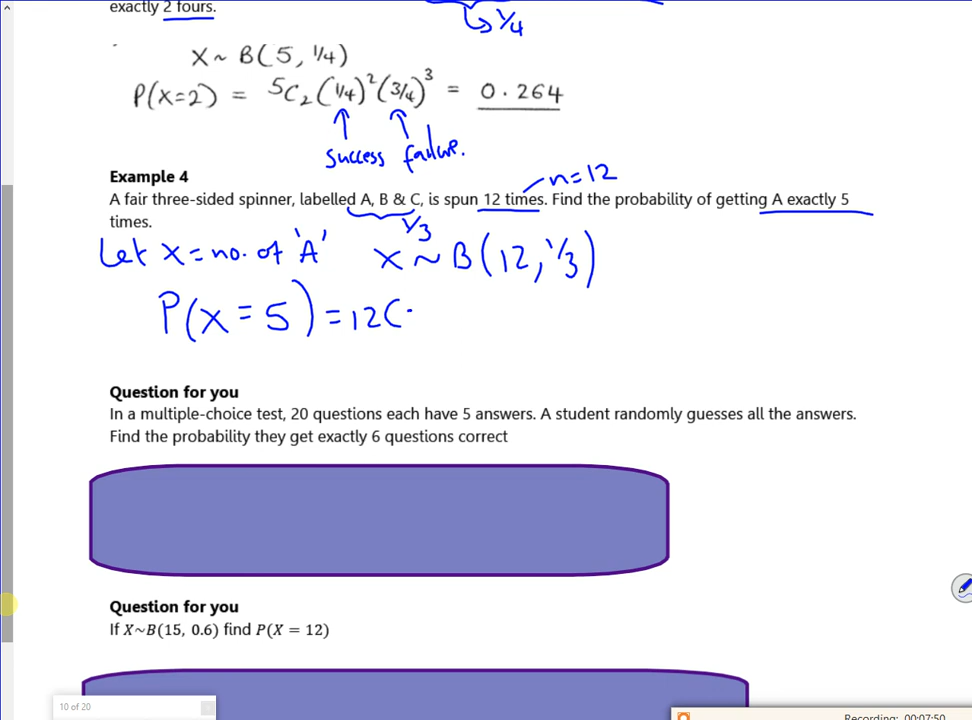 exactly 2 fours.
↳ 1/4
X ~ B(5, 1/4)
P(X=2) = 5C₂ (1/4)² (3/4)³ = 0.264
success failure.
Example 4
n=12
A fair three-sided spinner, labelled A, B & C, is spun 12 times. Find the probability of getting A exactly 5
times.
1/3
Let X = no. of 'A' X ~ B(12, 1/3)
P(X = 5) = 12C
Question for you
In a multiple-choice test, 20 questions each have 5 answers. A student randomly guesses all the answers.
Find the probability they get exactly 6 questions correct
Question for you
If X~B(15, 0.6) find P(X = 12)
10 of 20
Recording: 00:07:50